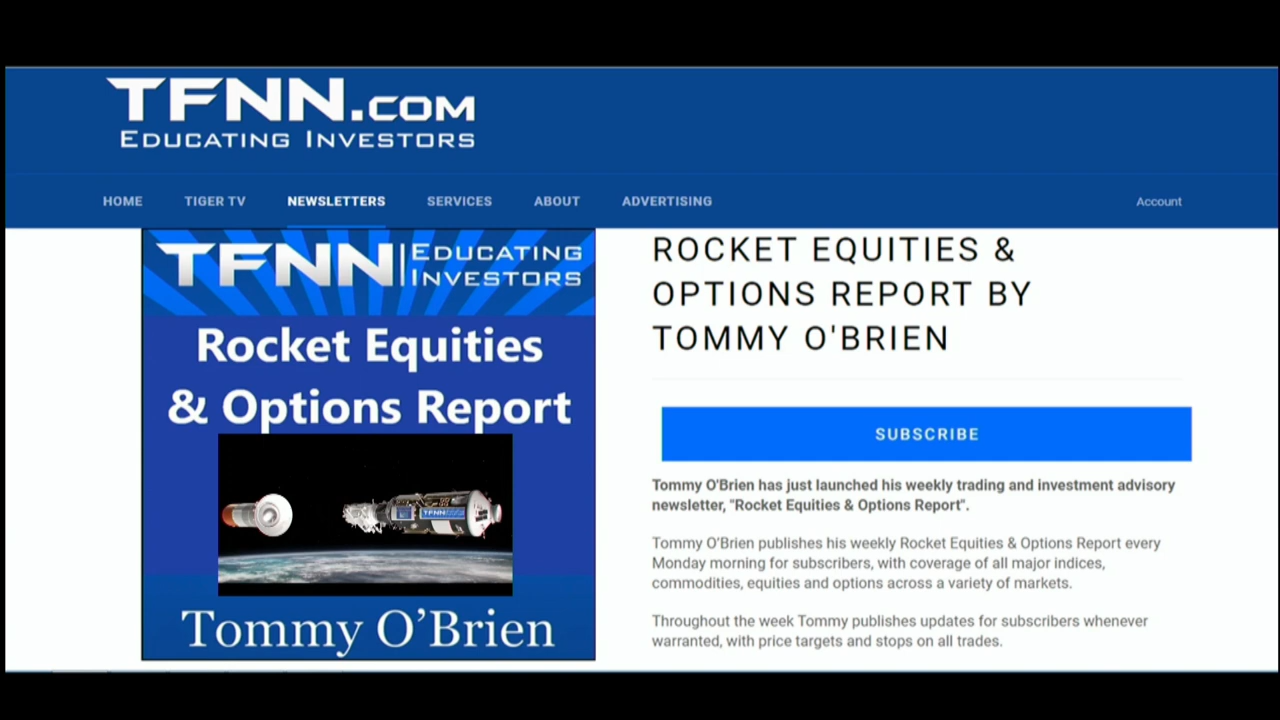 TFNN.COM
EDUCATING INVESTORS
HOME TIGER TV NEWSLETTERS SERVICES ABOUT ADVERTISING Account
TFNN EDUCATING
INVESTORS
Rocket Equities
& Options Report
TFNN.COM
Tommy O’Brien
ROCKET EQUITIES &
OPTIONS REPORT BY
TOMMY O'BRIEN
SUBSCRIBE
Tommy O'Brien has just launched his weekly trading and investment advisory
newsletter, "Rocket Equities & Options Report".
Tommy O'Brien publishes his weekly Rocket Equities & Options Report every
Monday morning for subscribers, with coverage of all major indices,
commodities, equities and options across a variety of markets.
Throughout the week Tommy publishes updates for subscribers whenever
warranted, with price targets and stops on all trades.